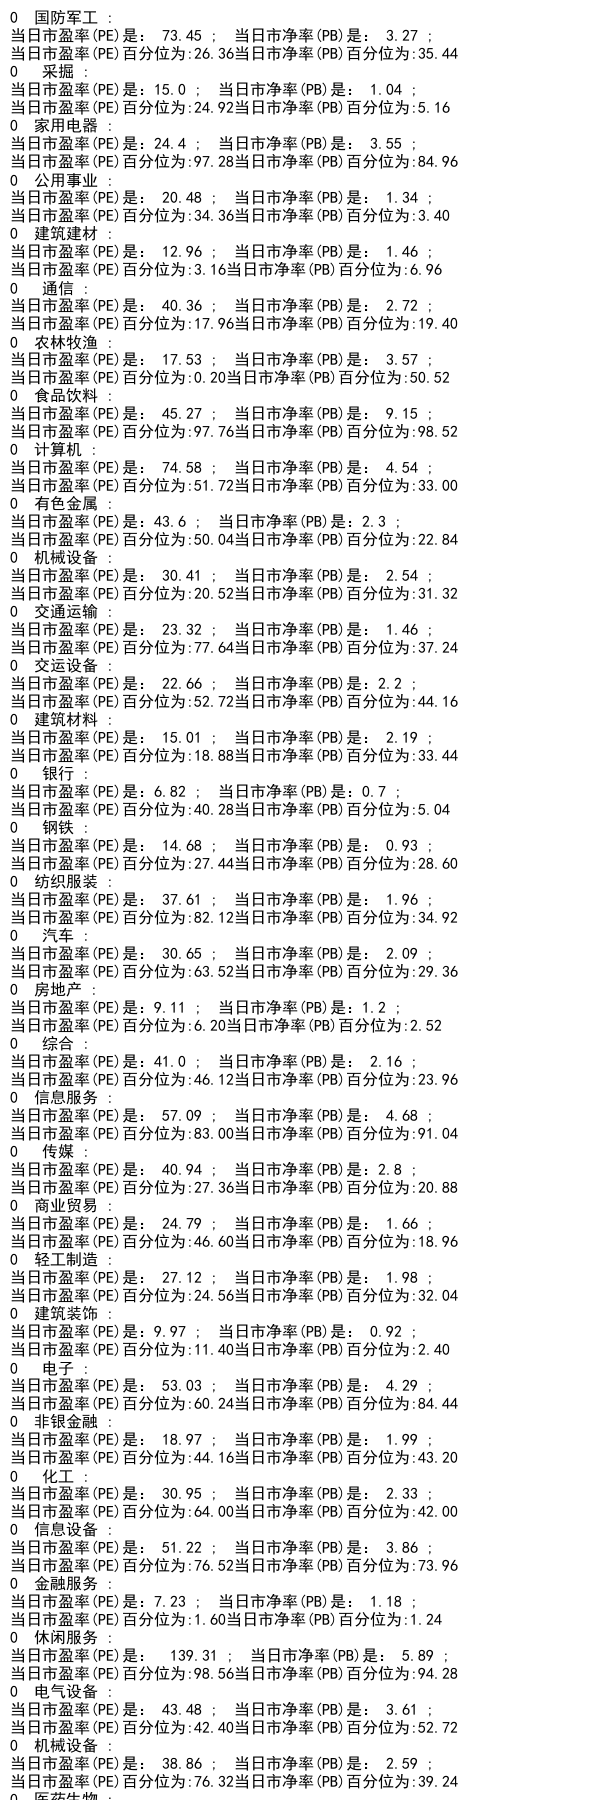 0  国防军工 :
当日市盈率(PE)是: 73.45 ;  当日市净率(PB)是: 3.27 ;
当日市盈率(PE)百分位为:26.36当日市净率(PB)百分位为:35.44
0   采掘 :
当日市盈率(PE)是:15.0 ;  当日市净率(PB)是: 1.04 ;
当日市盈率(PE)百分位为:24.92当日市净率(PB)百分位为:5.16
0  家用电器 :
当日市盈率(PE)是:24.4 ;  当日市净率(PB)是: 3.55 ;
当日市盈率(PE)百分位为:97.28当日市净率(PB)百分位为:84.96
0  公用事业 :
当日市盈率(PE)是: 20.48 ;  当日市净率(PB)是: 1.34 ;
当日市盈率(PE)百分位为:34.36当日市净率(PB)百分位为:3.40
0  建筑建材 :
当日市盈率(PE)是: 12.96 ;  当日市净率(PB)是: 1.46 ;
当日市盈率(PE)百分位为:3.16当日市净率(PB)百分位为:6.96
0   通信 :
当日市盈率(PE)是: 40.36 ;  当日市净率(PB)是: 2.72 ;
当日市盈率(PE)百分位为:17.96当日市净率(PB)百分位为:19.40
0  农林牧渔 :
当日市盈率(PE)是: 17.53 ;  当日市净率(PB)是: 3.57 ;
当日市盈率(PE)百分位为:0.20当日市净率(PB)百分位为:50.52
0  食品饮料 :
当日市盈率(PE)是: 45.27 ;  当日市净率(PB)是: 9.15 ;
当日市盈率(PE)百分位为:97.76当日市净率(PB)百分位为:98.52
0  计算机 :
当日市盈率(PE)是: 74.58 ;  当日市净率(PB)是: 4.54 ;
当日市盈率(PE)百分位为:51.72当日市净率(PB)百分位为:33.00
0  有色金属 :
当日市盈率(PE)是:43.6 ;  当日市净率(PB)是:2.3 ;
当日市盈率(PE)百分位为:50.04当日市净率(PB)百分位为:22.84
0  机械设备 :
当日市盈率(PE)是: 30.41 ;  当日市净率(PB)是: 2.54 ;
当日市盈率(PE)百分位为:20.52当日市净率(PB)百分位为:31.32
0  交通运输 :
当日市盈率(PE)是: 23.32 ;  当日市净率(PB)是: 1.46 ;
当日市盈率(PE)百分位为:77.64当日市净率(PB)百分位为:37.24
0  交运设备 :
当日市盈率(PE)是: 22.66 ;  当日市净率(PB)是:2.2 ;
当日市盈率(PE)百分位为:52.72当日市净率(PB)百分位为:44.16
0  建筑材料 :
当日市盈率(PE)是: 15.01 ;  当日市净率(PB)是: 2.19 ;
当日市盈率(PE)百分位为:18.88当日市净率(PB)百分位为:33.44
0   银行 :
当日市盈率(PE)是:6.82 ;  当日市净率(PB)是:0.7 ;
当日市盈率(PE)百分位为:40.28当日市净率(PB)百分位为:5.04
0   钢铁 :
当日市盈率(PE)是: 14.68 ;  当日市净率(PB)是: 0.93 ;
当日市盈率(PE)百分位为:27.44当日市净率(PB)百分位为:28.60
0  纺织服装 :
当日市盈率(PE)是: 37.61 ;  当日市净率(PB)是: 1.96 ;
当日市盈率(PE)百分位为:82.12当日市净率(PB)百分位为:34.92
0   汽车 :
当日市盈率(PE)是: 30.65 ;  当日市净率(PB)是: 2.09 ;
当日市盈率(PE)百分位为:63.52当日市净率(PB)百分位为:29.36
0  房地产 :
当日市盈率(PE)是:9.11 ;  当日市净率(PB)是:1.2 ;
当日市盈率(PE)百分位为:6.20当日市净率(PB)百分位为:2.52
0   综合 :
当日市盈率(PE)是:41.0 ;  当日市净率(PB)是: 2.16 ;
当日市盈率(PE)百分位为:46.12当日市净率(PB)百分位为:23.96
0  信息服务 :
当日市盈率(PE)是: 57.09 ;  当日市净率(PB)是: 4.68 ;
当日市盈率(PE)百分位为:83.00当日市净率(PB)百分位为:91.04
0   传媒 :
当日市盈率(PE)是: 40.94 ;  当日市净率(PB)是:2.8 ;
当日市盈率(PE)百分位为:27.36当日市净率(PB)百分位为:20.88
0  商业贸易 :
当日市盈率(PE)是: 24.79 ;  当日市净率(PB)是: 1.66 ;
当日市盈率(PE)百分位为:46.60当日市净率(PB)百分位为:18.96
0  轻工制造 :
当日市盈率(PE)是: 27.12 ;  当日市净率(PB)是: 1.98 ;
当日市盈率(PE)百分位为:24.56当日市净率(PB)百分位为:32.04
0  建筑装饰 :
当日市盈率(PE)是:9.97 ;  当日市净率(PB)是: 0.92 ;
当日市盈率(PE)百分位为:11.40当日市净率(PB)百分位为:2.40
0   电子 :
当日市盈率(PE)是: 53.03 ;  当日市净率(PB)是: 4.29 ;
当日市盈率(PE)百分位为:60.24当日市净率(PB)百分位为:84.44
0  非银金融 :
当日市盈率(PE)是: 18.97 ;  当日市净率(PB)是: 1.99 ;
当日市盈率(PE)百分位为:44.16当日市净率(PB)百分位为:43.20
0   化工 :
当日市盈率(PE)是: 30.95 ;  当日市净率(PB)是: 2.33 ;
当日市盈率(PE)百分位为:64.00当日市净率(PB)百分位为:42.00
0  信息设备 :
当日市盈率(PE)是: 51.22 ;  当日市净率(PB)是: 3.86 ;
当日市盈率(PE)百分位为:76.52当日市净率(PB)百分位为:73.96
0  金融服务 :
当日市盈率(PE)是:7.23 ;  当日市净率(PB)是: 1.18 ;
当日市盈率(PE)百分位为:1.60当日市净率(PB)百分位为:1.24
0  休闲服务 :
当日市盈率(PE)是:  139.31 ;  当日市净率(PB)是: 5.89 ;
当日市盈率(PE)百分位为:98.56当日市净率(PB)百分位为:94.28
0  电气设备 :
当日市盈率(PE)是: 43.48 ;  当日市净率(PB)是: 3.61 ;
当日市盈率(PE)百分位为:42.40当日市净率(PB)百分位为:52.72
0  机械设备 :
当日市盈率(PE)是: 38.86 ;  当日市净率(PB)是: 2.59 ;
当日市盈率(PE)百分位为:76.32当日市净率(PB)百分位为:39.24
0  医药生物 :